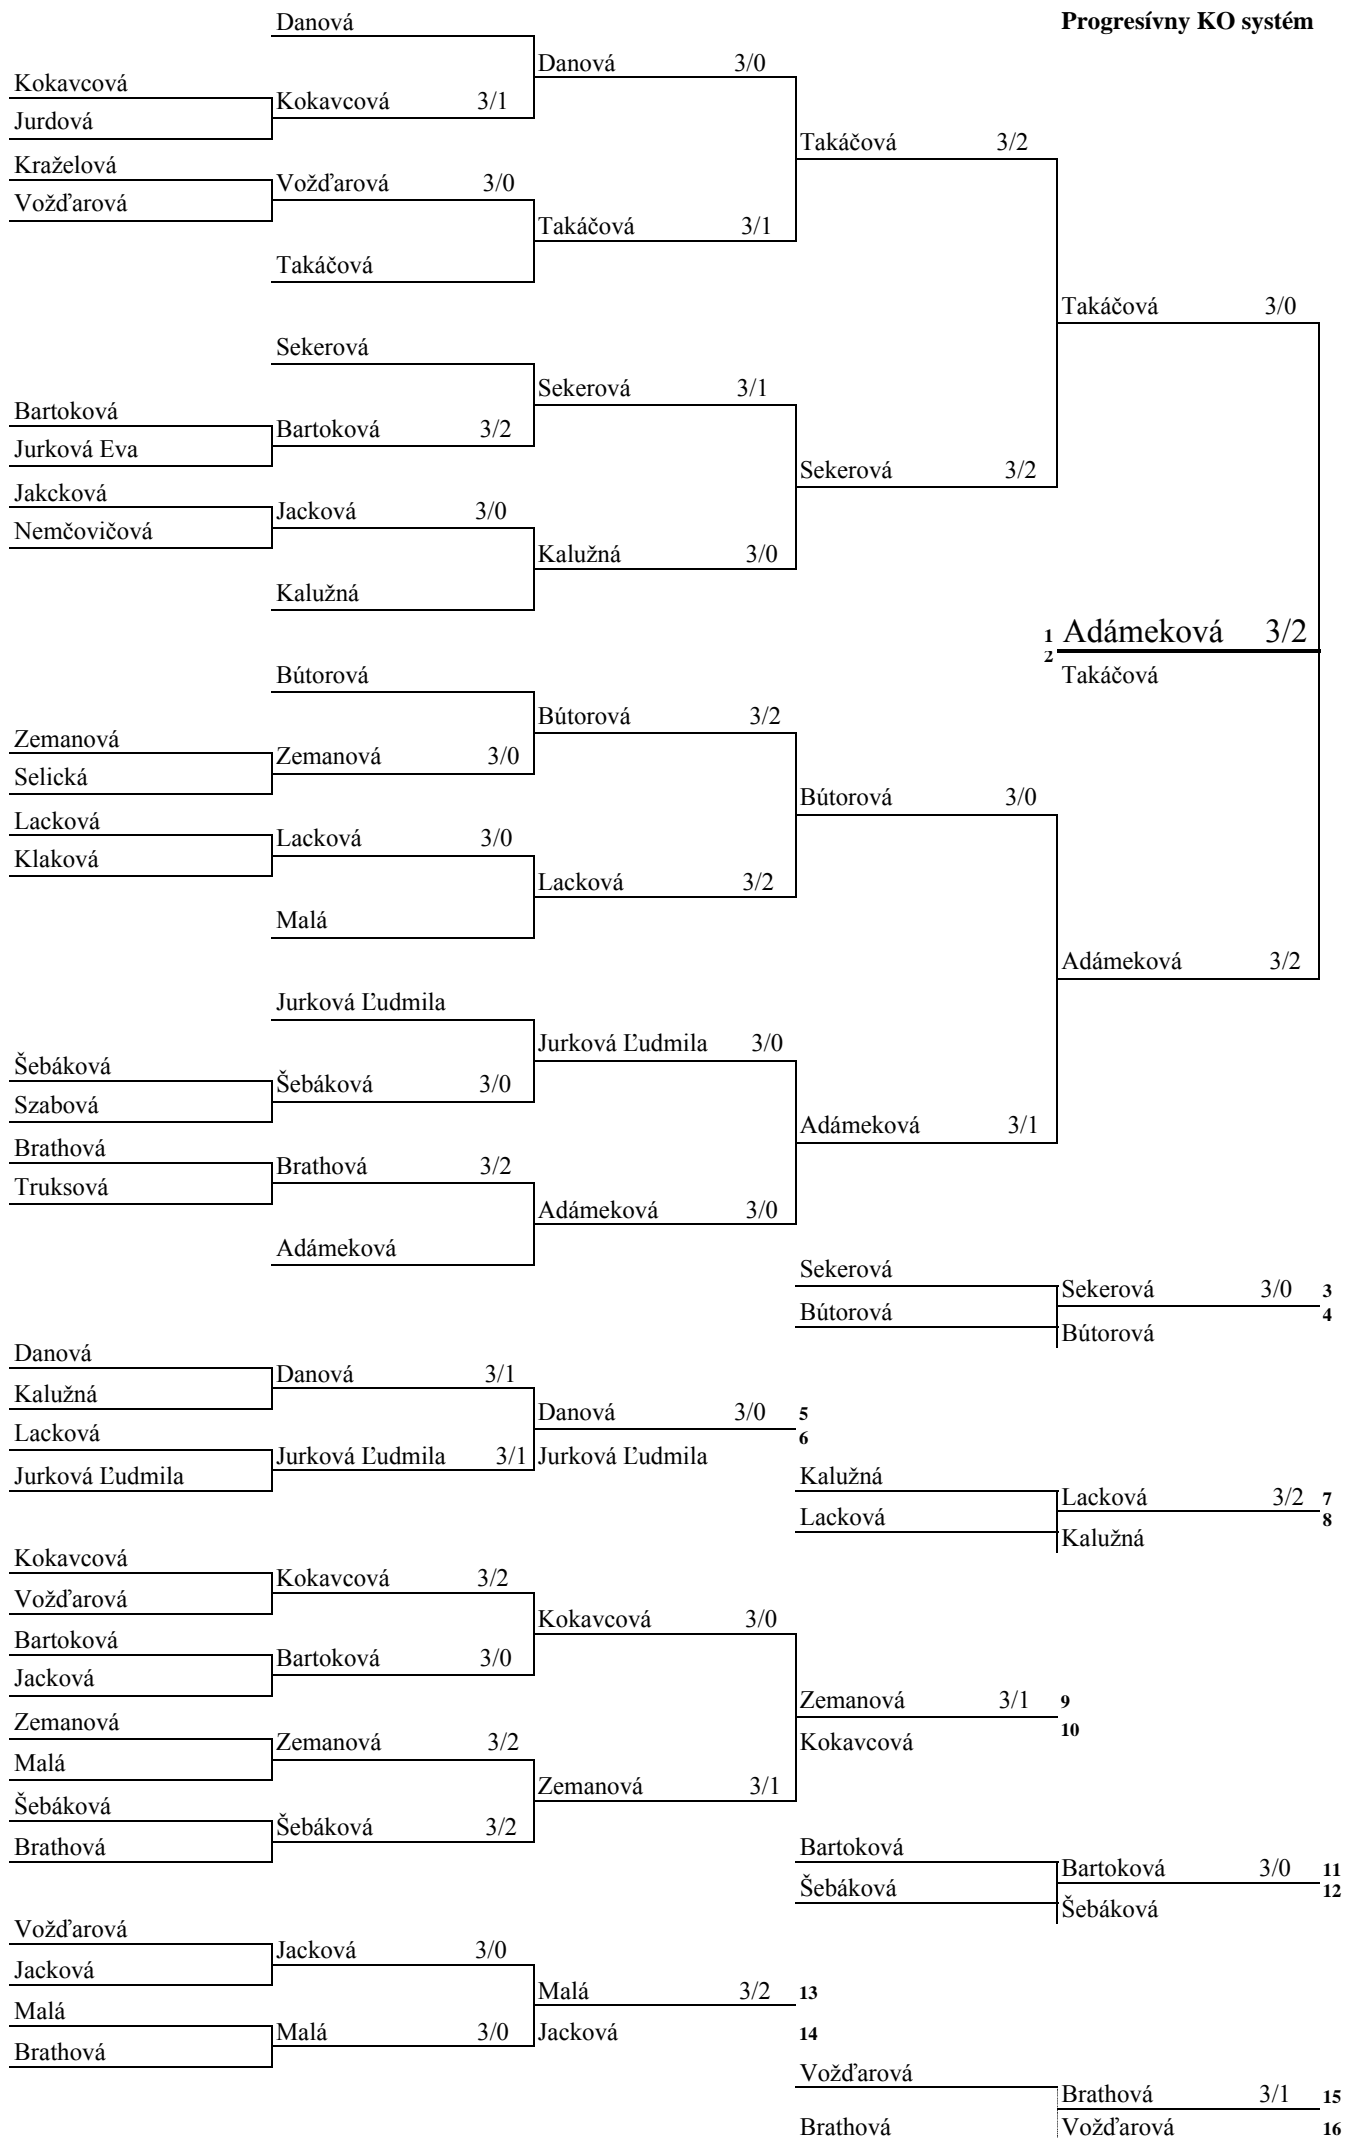 Danová
Progresívny KO systém
Danová 3/0
Kokavcová
Kokavcová 3/1
Jurdová
Takáčová 3/2
Kraželová
Vožďarová 3/0
Vožďarová
Takáčová 3/1
Takáčová
Takáčová 3/0
Sekerová
Sekerová 3/1
Bartoková
Bartoková 3/2
Jurková Eva
Sekerová 3/2
Jakcková
Jacková 3/0
Nemčovičová
Kalužná 3/0
Kalužná
1 Adámeková 3/2
2
Takáčová
Bútorová
Bútorová 3/2
Zemanová
Zemanová 3/0
Selická
Bútorová 3/0
Lacková
Lacková 3/0
Klaková
Lacková 3/2
Malá
Adámeková 3/2
Jurková Ľudmila
Jurková Ľudmila 3/0
Šebáková
Šebáková 3/0
Szabová
Adámeková 3/1
Brathová
Brathová 3/2
Truksová
Adámeková 3/0
Adámeková
Sekerová
Sekerová 3/0 3
Bútorová
4
Bútorová
Danová
Danová 3/1
Kalužná
Danová 3/0 5
Lacková
6
Jurková Ľudmila 3/1
Jurková Ľudmila
Jurková Ľudmila
Kalužná
Lacková 3/2 7
Lacková
8
Kalužná
Kokavcová
Kokavcová 3/2
Vožďarová
Kokavcová 3/0
Bartoková
Bartoková 3/0
Jacková
Zemanová 3/1 9
Zemanová
10
Zemanová 3/2
Kokavcová
Malá
Zemanová 3/1
Šebáková
Šebáková 3/2
Brathová
Bartoková
Bartoková 3/0 11
Šebáková
12
Šebáková
Vožďarová
Jacková 3/0
Jacková
Malá 3/2 13
Malá
Malá 3/0
Jacková
14
Brathová
Vožďarová
Brathová 3/1 15
Brathová
Vožďarová
16